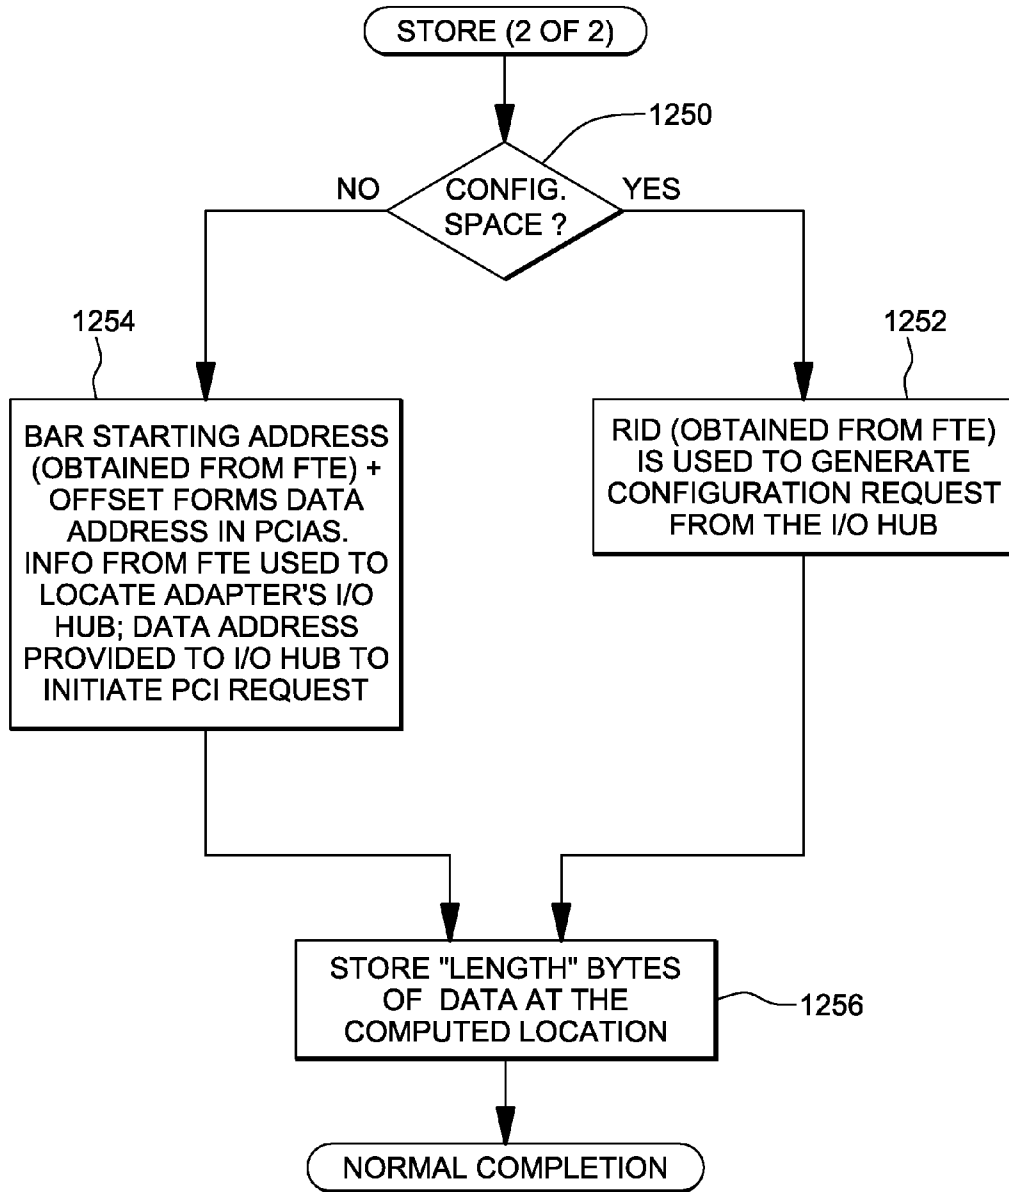 STORE (2 OF 2)
1250
NO
CONFIG.
SPACE ?
YES
1254
1252
BAR STARTING ADDRESS
(OBTAINED FROM FTE) +
OFFSET FORMS DATA
ADDRESS IN PCIAS.
INFO FROM FTE USED TO
LOCATE ADAPTER'S I/O
HUB; DATA ADDRESS
PROVIDED TO I/O HUB TO
INITIATE PCI REQUEST
RID (OBTAINED FROM FTE)
IS USED TO GENERATE
CONFIGURATION REQUEST
FROM THE I/O HUB
STORE "LENGTH" BYTES
OF DATA AT THE
COMPUTED LOCATION
1256
NORMAL COMPLETION